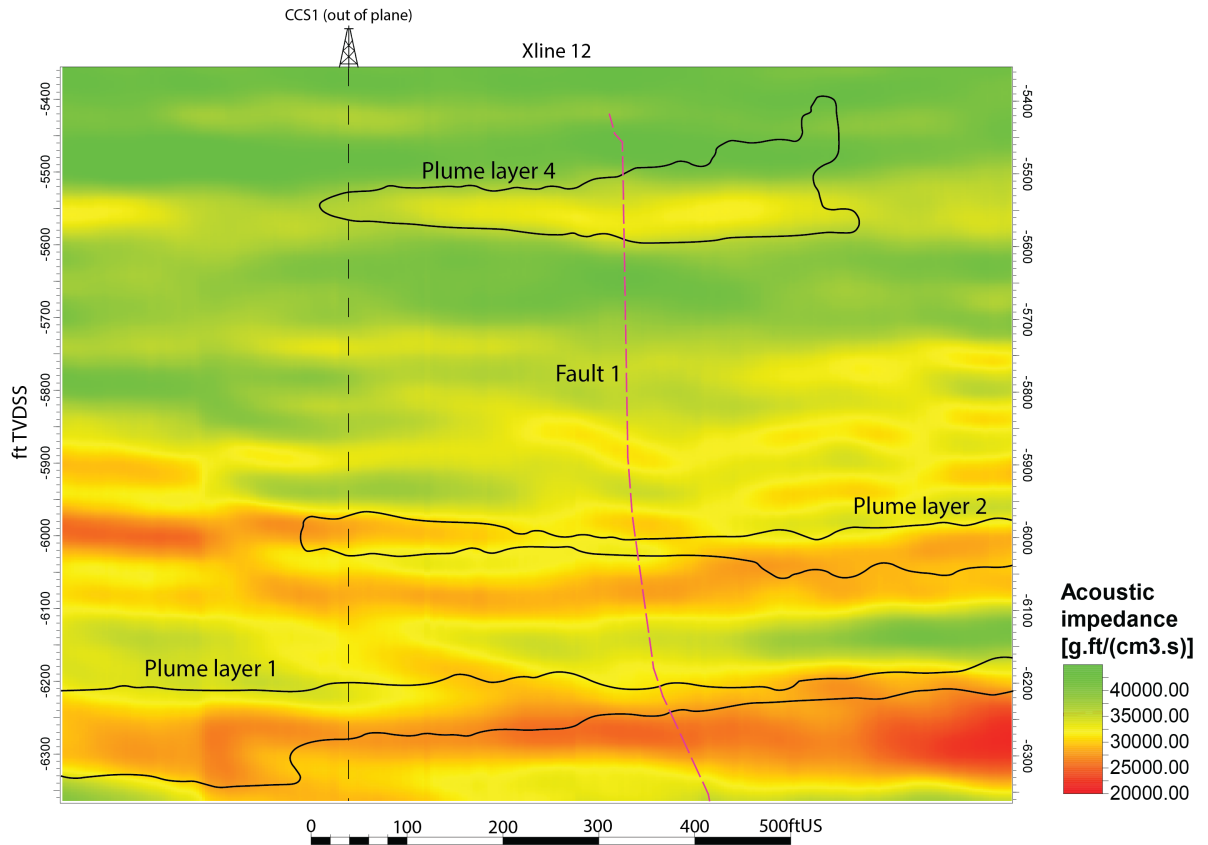 CCS1 (out of plane)
Xline 12
-5400
-5500
-5600
-5700
-5800
-5900
-6000
-6100
-6200
-6300
ft TVDSS
Plume layer 4
Fault 1
Plume layer 2
Plume layer 1
-5400
-5500
-5600
-5700
-5800
-5900
-6000
-6100
-6200
-6300
Acoustic
impedance
[g.ft/(cm3.s)]
40000.00
35000.00
30000.00
25000.00
20000.00
0 100 200 300 400 500ftUS